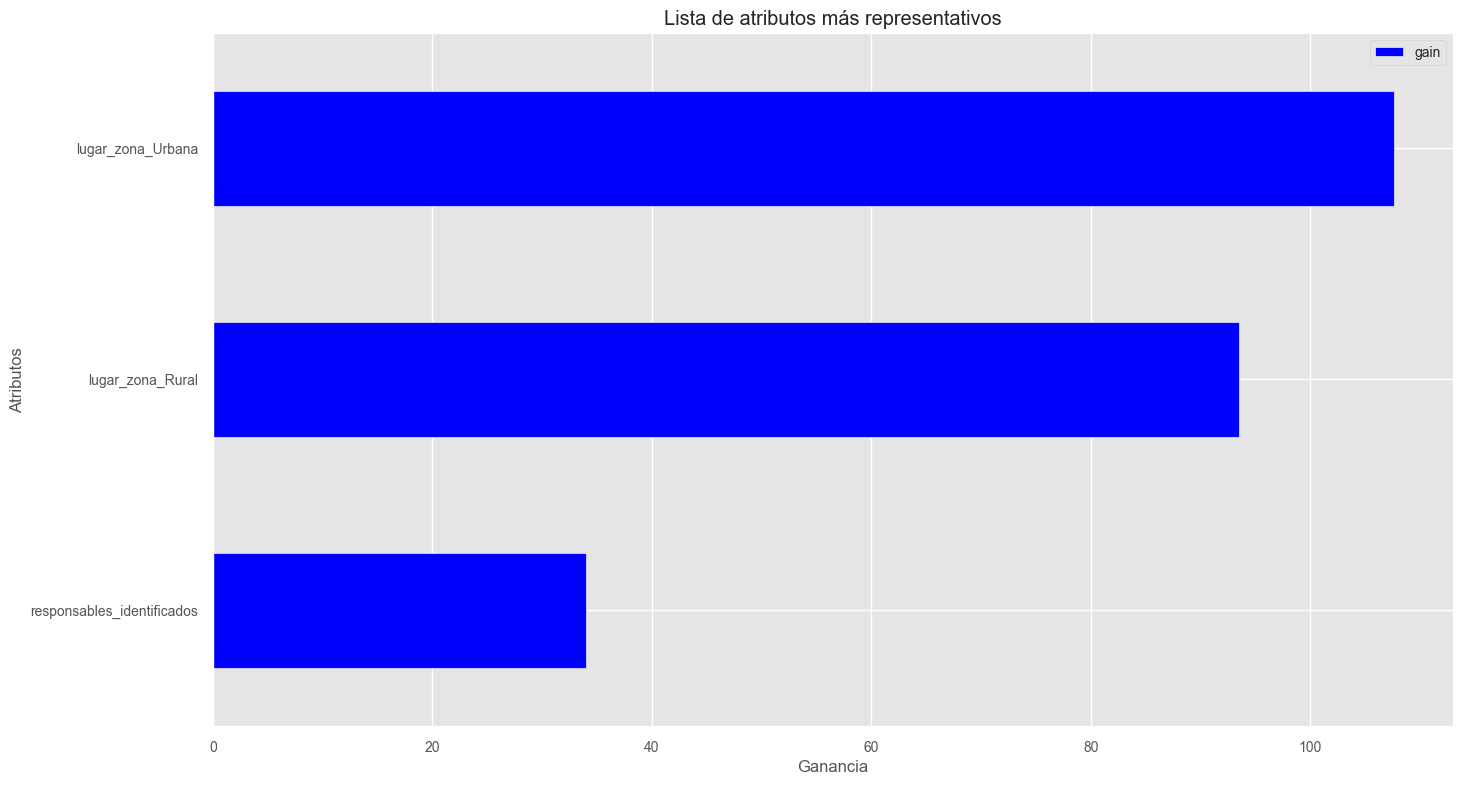 Lista de atributos más representativos
gain
lugar_zona_Urbana
lugar_zona_Rural
responsables_identificados
Atributos
0 20 40 60 80 100
Ganancia